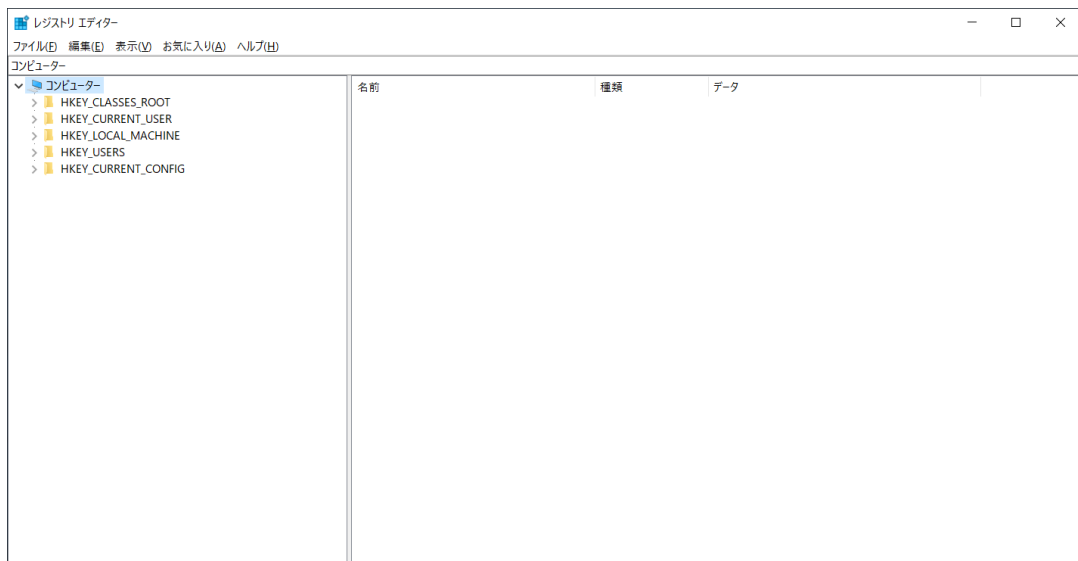 レジストリ エディター
ファイル(F) 編集(E) 表示(V) お気に入り(A) ヘルプ(H)
コンピューター
コンピューター
HKEY_CLASSES_ROOT
HKEY_CURRENT_USER
HKEY_LOCAL_MACHINE
HKEY_USERS
HKEY_CURRENT_CONFIG
名前 種類 データ